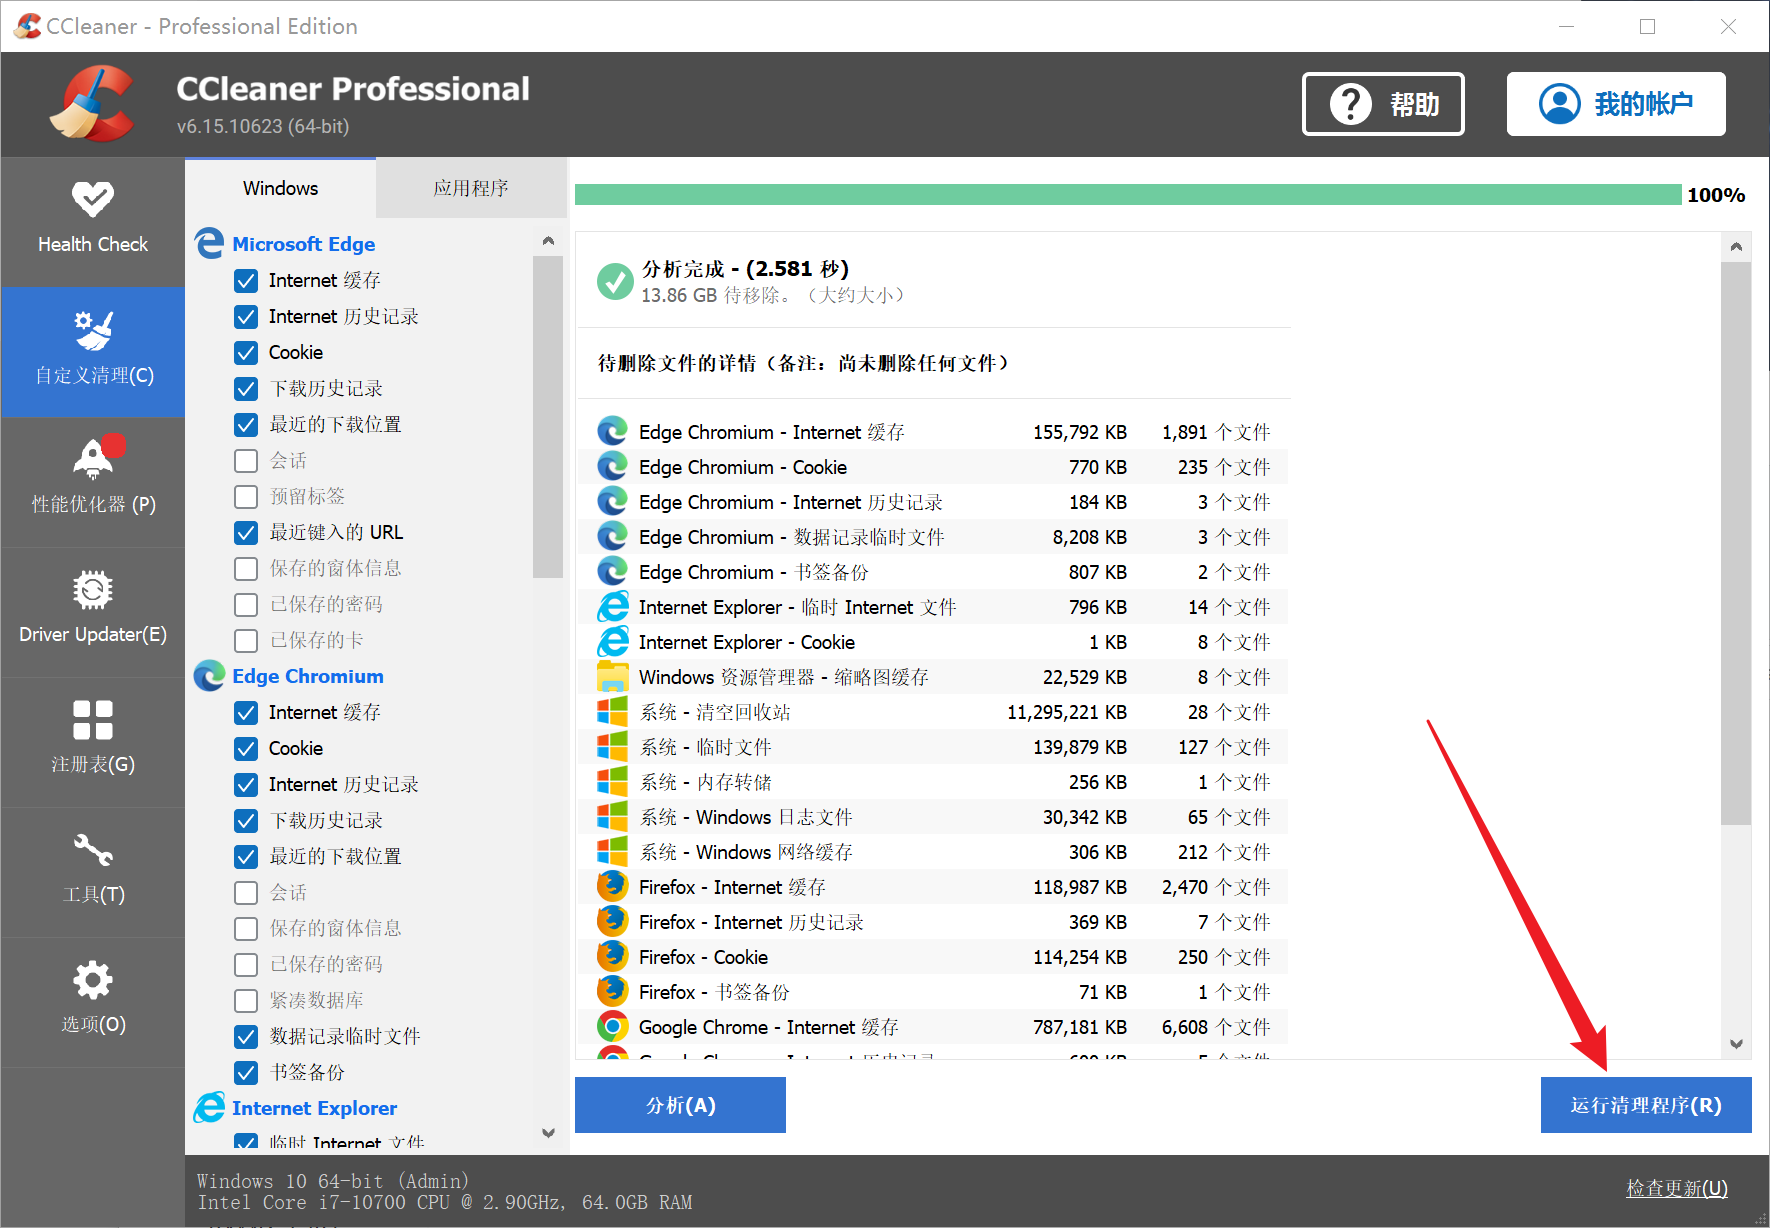 CCleaner - Professional Edition
CCleaner Professional
v6.15.10623 (64-bit)
帮助
我的帐户
Health Check
自定义清理(C)
性能优化器 (P)
Driver Updater(E)
注册表(G)
工具(T)
选项(O)
Windows
应用程序
Microsoft Edge
Internet 缓存
Internet 历史记录
Cookie
下载历史记录
最近的下载位置
会话
预留标签
最近键入的 URL
保存的窗体信息
已保存的密码
已保存的卡
Edge Chromium
Internet 缓存
Cookie
Internet 历史记录
下载历史记录
最近的下载位置
会话
保存的窗体信息
已保存的密码
紧凑数据库
数据记录临时文件
书签备份
Internet Explorer
临时 Internet 文件
100%
分析完成 - (2.581 秒)
13.86 GB 待移除。（大约大小）
待删除文件的详情（备注：尚未删除任何文件）
Edge Chromium - Internet 缓存 155,792 KB 1,891 个文件
Edge Chromium - Cookie 770 KB 235 个文件
Edge Chromium - Internet 历史记录 184 KB 3 个文件
Edge Chromium - 数据记录临时文件 8,208 KB 3 个文件
Edge Chromium - 书签备份 807 KB 2 个文件
Internet Explorer - 临时 Internet 文件 796 KB 14 个文件
Internet Explorer - Cookie 1 KB 8 个文件
Windows 资源管理器 - 缩略图缓存 22,529 KB 8 个文件
系统 - 清空回收站 11,295,221 KB 28 个文件
系统 - 临时文件 139,879 KB 127 个文件
系统 - 内存转储 256 KB 1 个文件
系统 - Windows 日志文件 30,342 KB 65 个文件
系统 - Windows 网络缓存 306 KB 212 个文件
Firefox - Internet 缓存 118,987 KB 2,470 个文件
Firefox - Internet 历史记录 369 KB 7 个文件
Firefox - Cookie 114,254 KB 250 个文件
Firefox - 书签备份 71 KB 1 个文件
Google Chrome - Internet 缓存 787,181 KB 6,608 个文件
分析(A)
运行清理程序(R)
Windows 10 64-bit (Admin)
Intel Core i7-10700 CPU @ 2.90GHz, 64.0GB RAM
检查更新(U)